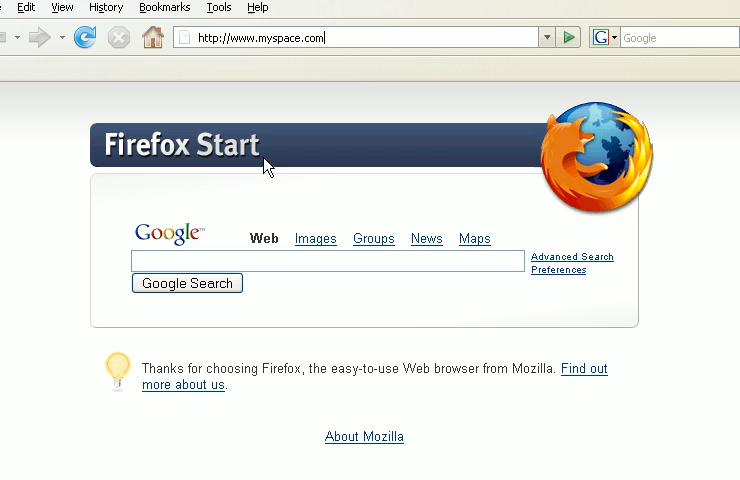 Edit View History Bookmarks Tools Help
http://www.myspace.com G Google
Firefox Start
Google™ Web Images Groups News Maps
Advanced Search
Preferences
Google Search
Thanks for choosing Firefox, the easy-to-use Web browser from Mozilla. Find out
more about us.
About Mozilla